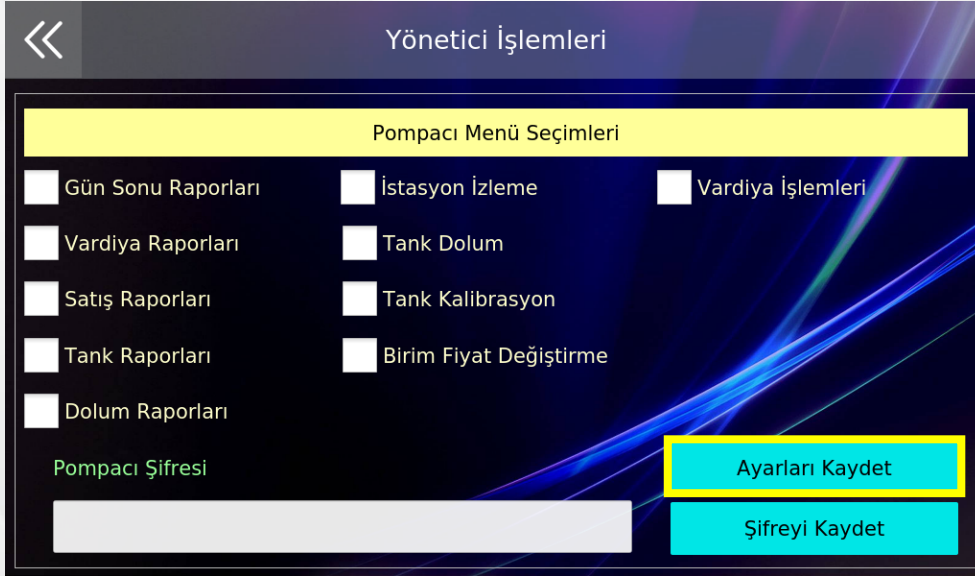 Yönetici İşlemleri
Pompacı Menü Seçimleri
Gün Sonu Raporları
İstasyon İzleme
Vardiya İşlemleri
Vardiya Raporları
Tank Dolum
Satış Raporları
Tank Kalibrasyon
Tank Raporları
Birim Fiyat Değiştirme
Dolum Raporları
Pompacı Şifresi
Ayarları Kaydet
Şifreyi Kaydet